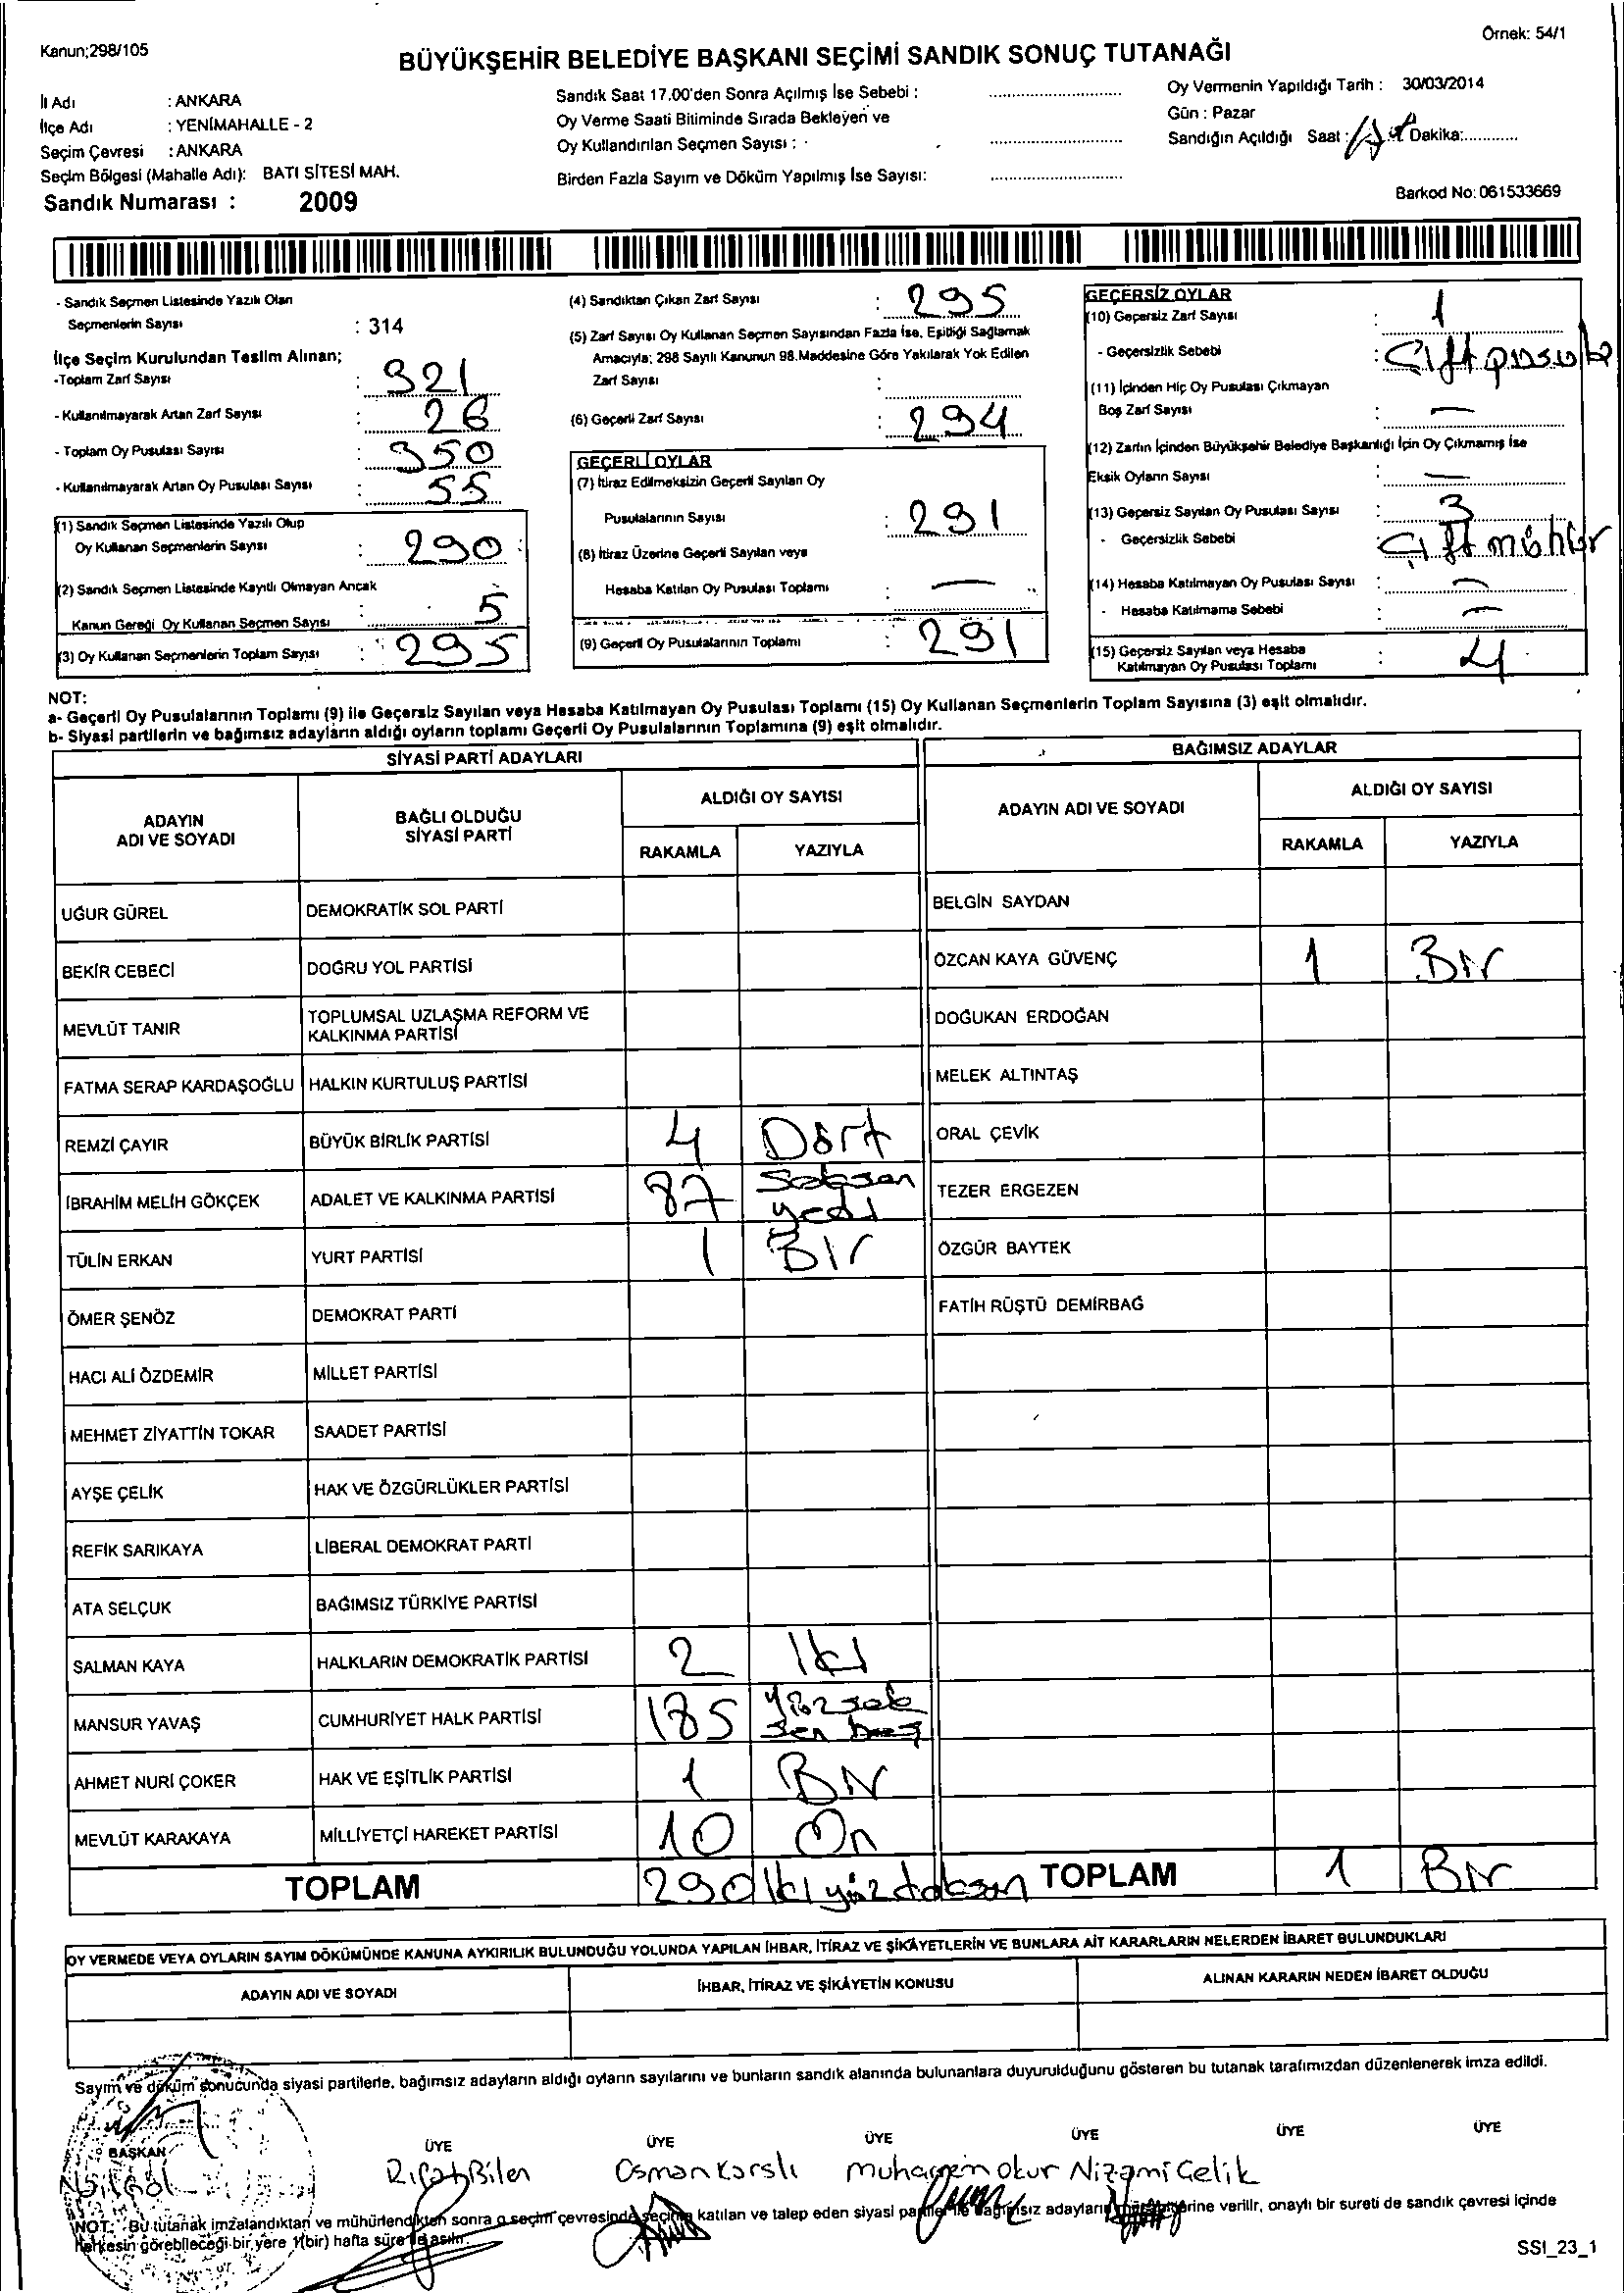 Kanun;298/105
Örnek: 54/1
BÜYÜKŞEHİR BELEDİYE BAŞKANI SEÇİMİ SANDIK SONUÇ TUTANAĞI
İl Adı : ANKARA
İlçe Adı : YENİMAHALLE - 2
Seçim Çevresi : ANKARA
Seçim Bölgesi (Mahalle Adı): BATI SİTESİ MAH.
Sandık Numarası : 2009
Sandık Saat 17.00'den Sonra Açılmış İse Sebebi :
Oy Verme Saati Bitiminde Sırada Bekleyen ve
Oy Kullandırılan Seçmen Sayısı :
Birden Fazla Sayım ve Döküm Yapılmış İse Sayısı:
Oy Vermenin Yapıldığı Tarih : 30/03/2014
Gün : Pazar
Sandığın Açıldığı Saat : Dakika:
Barkod No: 061533669
- Sandık Seçmen Listesinde Yazılı Olan
Seçmenlerin Sayısı : 314
İlçe Seçim Kurulundan Teslim Alınan;
-Toplam Zarf Sayısı : 321
- Kullanılmayarak Artan Zarf Sayısı : 26
- Toplam Oy Pusulası Sayısı : 350
- Kullanılmayarak Artan Oy Pusulası Sayısı : 55
(1) Sandık Seçmen Listesinde Yazılı Olup
Oy Kullanan Seçmenlerin Sayısı : 290
(2) Sandık Seçmen Listesinde Kayıtlı Olmayan Ancak
Kanun Gereği Oy Kullanan Seçmen Sayısı : 5
(3) Oy Kullanan Seçmenlerin Toplam Sayısı : 295
(4) Sandıktan Çıkan Zarf Sayısı : 295
(5) Zarf Sayısı Oy Kullanan Seçmen Sayısından Fazla İse, Eşitliği Sağlamak
Amacıyla; 298 Sayılı Kanunun 98.Maddesine Göre Yakılarak Yok Edilen
Zarf Sayısı :
(6) Geçerli Zarf Sayısı : 294
GEÇERLİ OYLAR
(7) İtiraz Edilmeksizin Geçerli Sayılan Oy
Pusulalarının Sayısı : 291
(8) İtiraz Üzerine Geçerli Sayılan veya
Hesaba Katılan Oy Pusulası Toplamı : —
(9) Geçerli Oy Pusulalarının Toplamı : 291
GEÇERSİZ OYLAR
(10) Geçersiz Zarf Sayısı : 1
- Geçersizlik Sebebi : Çift pusula
(11) İçinden Hiç Oy Pusulası Çıkmayan
Boş Zarf Sayısı : —
(12) Zarfın İçinden Büyükşehir Belediye Başkanlığı İçin Oy Çıkmamış İse
Eksik Oyların Sayısı : —
(13) Geçersiz Sayılan Oy Pusulası Sayısı : 3
- Geçersizlik Sebebi : Çift mühür
(14) Hesaba Katılmayan Oy Pusulası Sayısı : —
- Hesaba Katılmama Sebebi : —
(15) Geçersiz Sayılan veya Hesaba
Katılmayan Oy Pusulası Toplamı : 4
NOT:
a- Geçerli Oy Pusulalarının Toplamı (9) ile Geçersiz Sayılan veya Hesaba Katılmayan Oy Pusulası Toplamı (15) Oy Kullanan Seçmenlerin Toplam Sayısına (3) eşit olmalıdır.
b- Siyasi partilerin ve bağımsız adayların aldığı oyların toplamı Geçerli Oy Pusulalarının Toplamına (9) eşit olmalıdır.
SİYASİ PARTİ ADAYLARI
ADAYIN ADI VE SOYADI BAĞLI OLDUĞU SİYASİ PARTİ ALDIĞI OY SAYISI
RAKAMLA YAZIYLA
UĞUR GÜREL DEMOKRATİK SOL PARTİ
BEKİR CEBECİ DOĞRU YOL PARTİSİ
MEVLÜT TANIR TOPLUMSAL UZLAŞMA REFORM VE KALKINMA PARTİSİ
FATMA SERAP KARDAŞOĞLU HALKIN KURTULUŞ PARTİSİ
REMZİ ÇAYIR BÜYÜK BİRLİK PARTİSİ 4 Dört
İBRAHİM MELİH GÖKÇEK ADALET VE KALKINMA PARTİSİ 87 Seksen yedi
TÜLİN ERKAN YURT PARTİSİ 1 Bir
ÖMER ŞENÖZ DEMOKRAT PARTİ
HACI ALİ ÖZDEMİR MİLLET PARTİSİ
MEHMET ZİYATTİN TOKAR SAADET PARTİSİ
AYŞE ÇELİK HAK VE ÖZGÜRLÜKLER PARTİSİ
REFİK SARIKAYA LİBERAL DEMOKRAT PARTİ
ATA SELÇUK BAĞIMSIZ TÜRKİYE PARTİSİ
SALMAN KAYA HALKLARIN DEMOKRATİK PARTİSİ 2 İki
MANSUR YAVAŞ CUMHURİYET HALK PARTİSİ 185 Yüz sek sen beş
AHMET NURİ ÇOKER HAK VE EŞİTLİK PARTİSİ 1 Bir
MEVLÜT KARAKAYA MİLLİYETÇİ HAREKET PARTİSİ 10 On
TOPLAM 290 İki yüz doksan
BAĞIMSIZ ADAYLAR
ADAYIN ADI VE SOYADI ALDIĞI OY SAYISI
RAKAMLA YAZIYLA
BELGİN SAYDAN
ÖZCAN KAYA GÜVENÇ 1 Bir
DOĞUKAN ERDOĞAN
MELEK ALTINTAŞ
ORAL ÇEVİK
TEZER ERGEZEN
ÖZGÜR BAYTEK
FATİH RÜŞTÜ DEMİRBAĞ
TOPLAM 1 Bir
OY VERMEDE VEYA OYLARIN SAYIM DÖKÜMÜNDE KANUNA AYKIRILIK BULUNDUĞU YOLUNDA YAPILAN İHBAR, İTİRAZ VE ŞİKÂYETLERİN VE BUNLARA AİT KARARLARIN NELERDEN İBARET BULUNDUKLARI
ADAYIN ADI VE SOYADI İHBAR, İTİRAZ VE ŞİKÂYETİN KONUSU ALINAN KARARIN NEDEN İBARET OLDUĞU
Sayım ve döküm sonucunda siyasi partilerle, bağımsız adayların aldığı oyların sayılarını ve bunların sandık alanında bulunanlara duyurulduğunu gösteren bu tutanak tarafımızdan düzenlenerek imza edildi.
BAŞKAN ÜYE ÜYE ÜYE ÜYE ÜYE ÜYE
Rıfat Bilen Osman Karslı Muharrem Okur Nizami Çelik
NOT: Bu tutanak imzalandıktan ve mühürlendikten sonra o seçim çevresinde seçime katılan ve talep eden siyasi partiler ile bağımsız adayların verilir, onaylı bir sureti de sandık çevresi içinde
herkesin görebileceği bir yere 1(bir) hafta süre ile asılır.
SSI_23_1